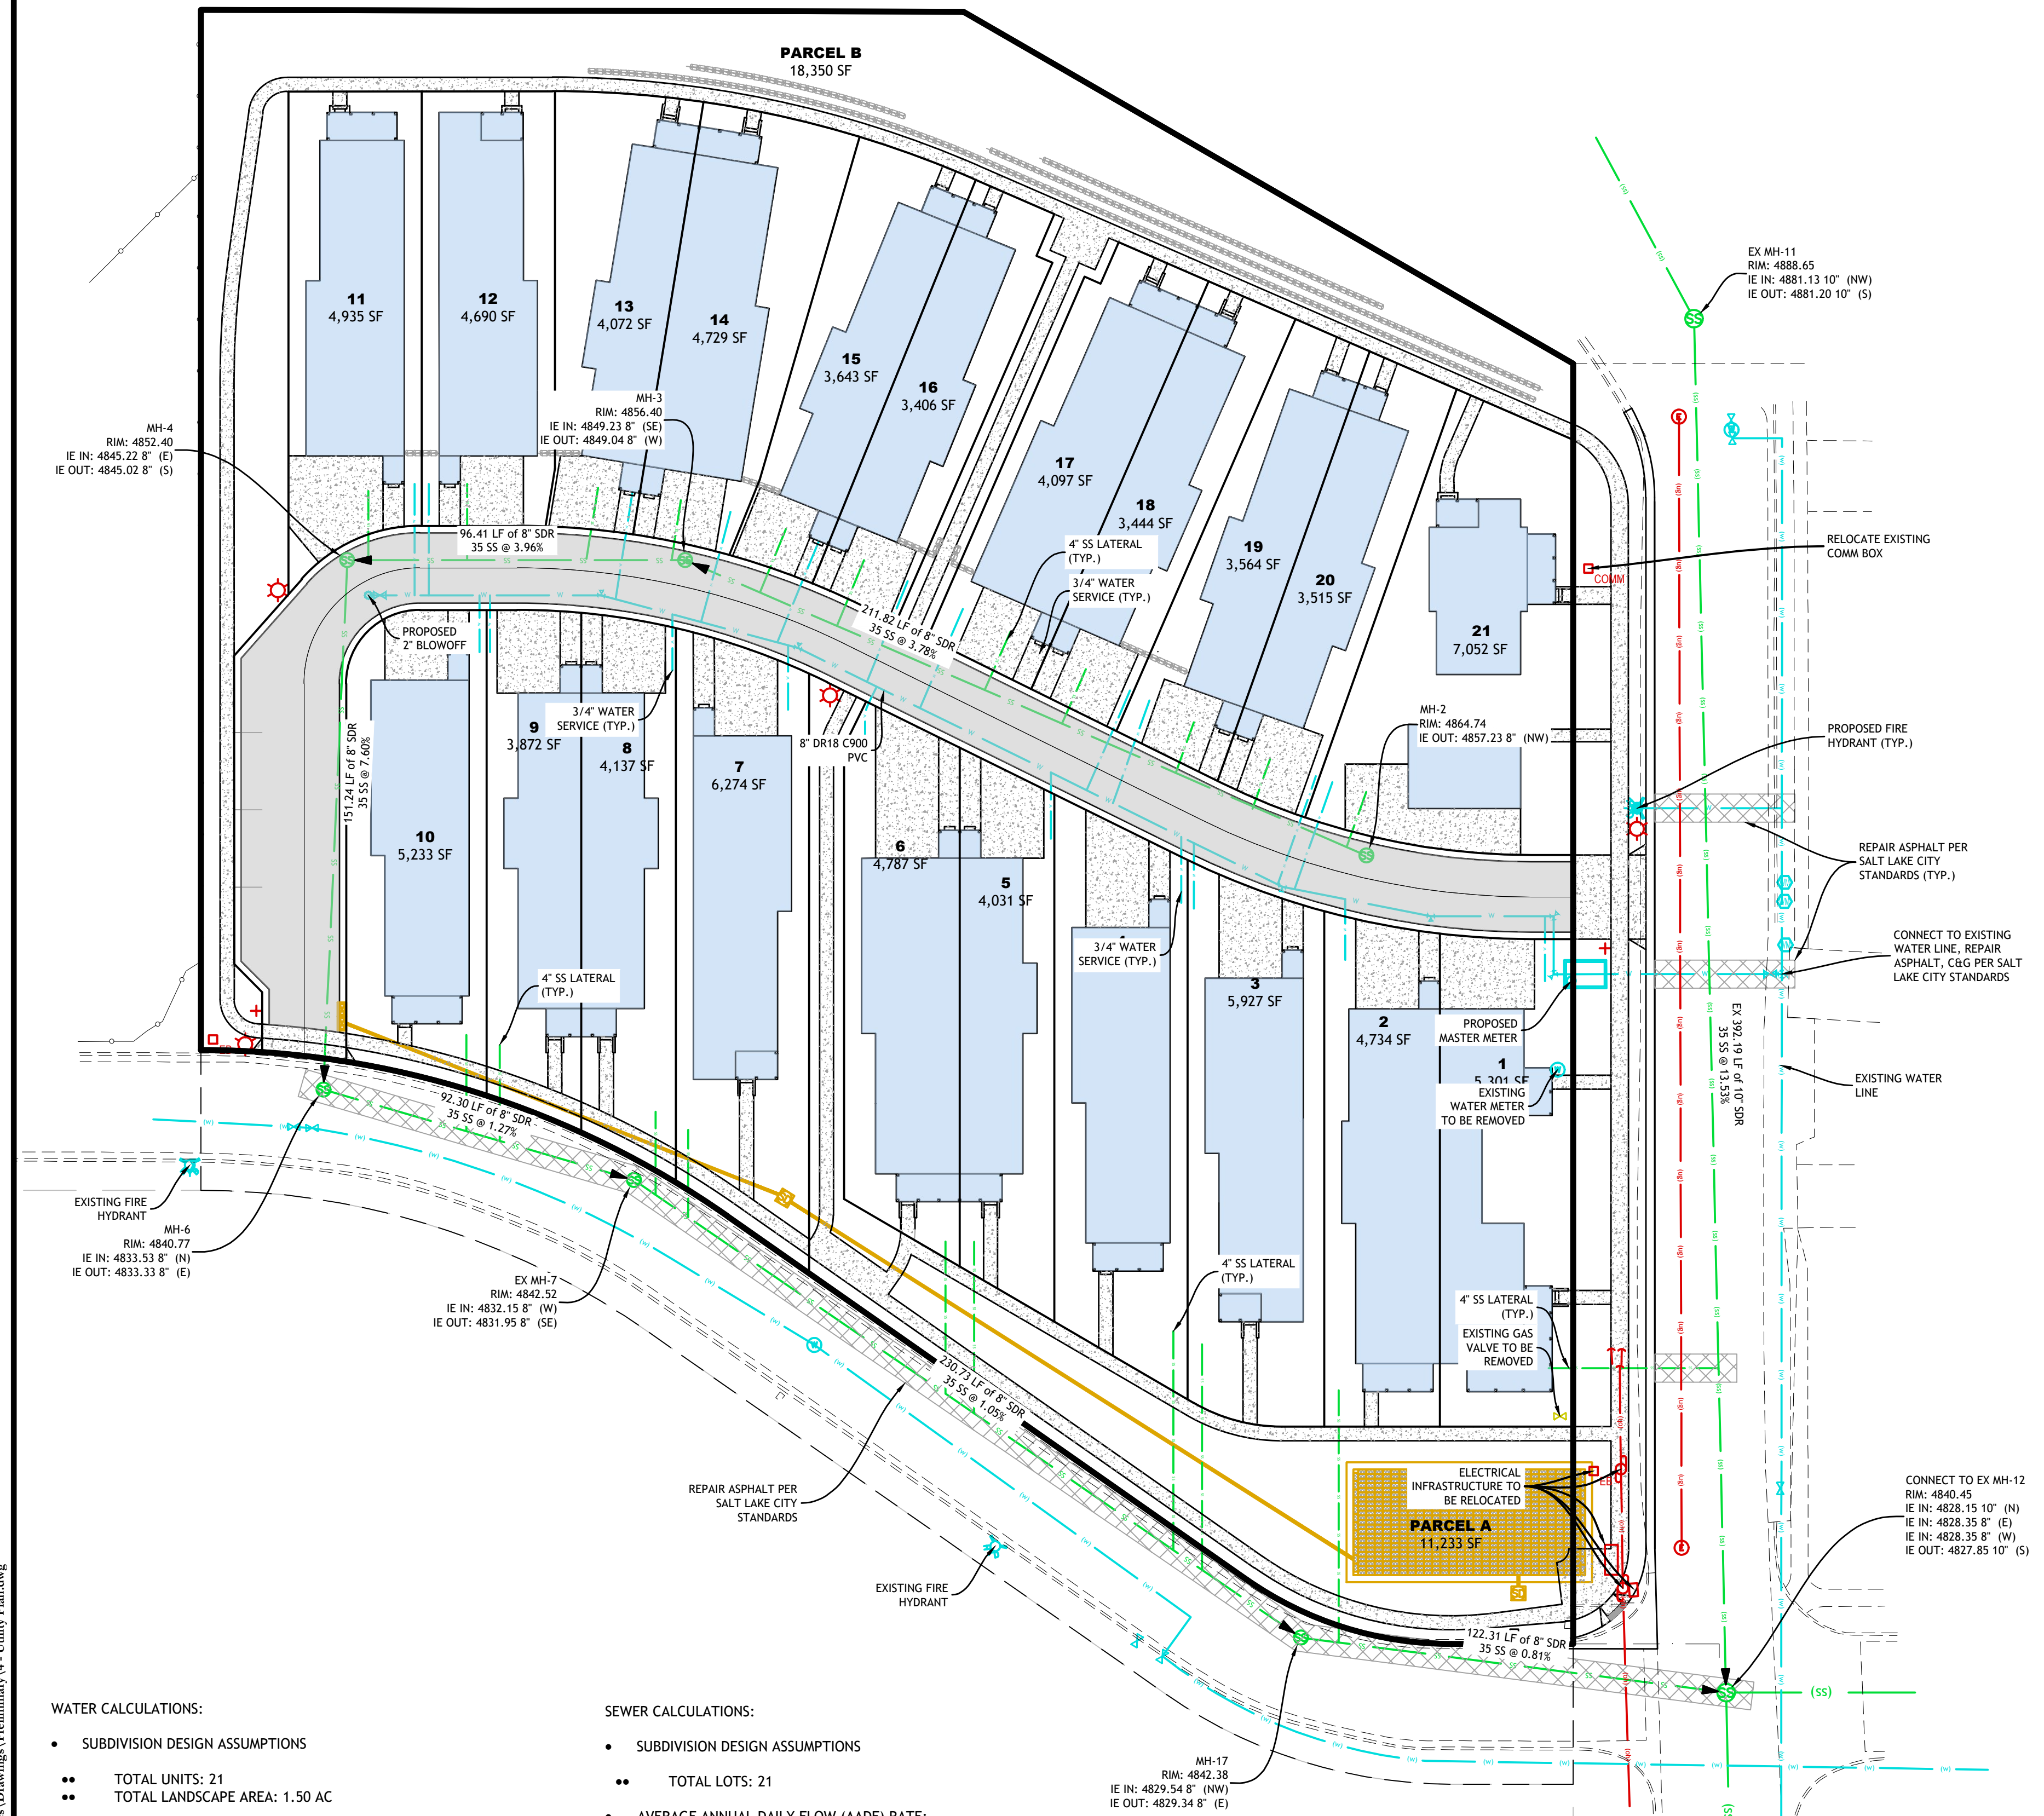 PARCEL B
18,350 SF
EX MH-11
RIM: 4888.65
IE IN: 4881.13 10" (NW)
IE OUT: 4881.20 10" (S)
11
4,935 SF
12
4,690 SF
13
4,072 SF
14
4,729 SF
15
3,643 SF
16
3,406 SF
17
4,097 SF
18
3,444 SF
19
3,564 SF
20
3,515 SF
21
7,052 SF
MH-3
RIM: 4856.40
IE IN: 4849.23 8" (SE)
IE OUT: 4849.04 8" (W)
MH-4
RIM: 4852.40
IE IN: 4845.22 8" (E)
IE OUT: 4845.02 8" (S)
96.41 LF of 8" SDR
35 SS @ 3.96%
4" SS LATERAL
(TYP.)
3/4" WATER
SERVICE (TYP.)
RELOCATE EXISTING
COMM BOX
COMM
211.82 LF of 8" SDR
35 SS @ 3.78%
PROPOSED
2" BLOWOFF
151.24 LF of 8" SDR
35 SS @ 7.60%
3/4" WATER
SERVICE (TYP.)
8" DR18 C900
PVC
MH-2
RIM: 4864.74
IE OUT: 4857.23 8" (NW)
PROPOSED FIRE
HYDRANT (TYP.)
REPAIR ASPHALT PER
SALT LAKE CITY
STANDARDS (TYP.)
10
5,233 SF
9
3,872 SF
8
4,137 SF
7
6,274 SF
6
4,787 SF
5
4,031 SF
3/4" WATER
SERVICE (TYP.)
3
5,927 SF
2
4,734 SF
1
5,301 SF
4" SS LATERAL
(TYP.)
PROPOSED
MASTER METER
EXISTING
WATER METER
TO BE REMOVED
CONNECT TO EXISTING
WATER LINE, REPAIR
ASPHALT, C&G PER SALT
LAKE CITY STANDARDS
EX 392.19 LF of 10" SDR
35 SS @ 13.53%
EXISTING WATER
LINE
92.30 LF of 8" SDR
35 SS @ 1.27%
EXISTING FIRE
HYDRANT
MH-6
RIM: 4840.77
IE IN: 4833.53 8" (N)
IE OUT: 4833.33 8" (E)
EX MH-7
RIM: 4842.52
IE IN: 4832.15 8" (W)
IE OUT: 4831.95 8" (SE)
4" SS LATERAL
(TYP.)
4" SS LATERAL
(TYP.)
EXISTING GAS
VALVE TO BE
REMOVED
230.73 LF of 8" SDR
35 SS @ 1.05%
REPAIR ASPHALT PER
SALT LAKE CITY
STANDARDS
EXISTING FIRE
HYDRANT
ELECTRICAL
INFRASTRUCTURE TO
BE RELOCATED
PARCEL A
11,233 SF
CONNECT TO EX MH-12
RIM: 4840.45
IE IN: 4828.15 10" (N)
IE IN: 4828.35 8" (E)
IE IN: 4828.35 8" (W)
IE OUT: 4827.85 10" (S)
122.31 LF of 8" SDR
35 SS @ 0.81%
(SS)
MH-17
RIM: 4842.38
IE IN: 4829.54 8" (NW)
IE OUT: 4829.34 8" (E)
WATER CALCULATIONS:
• SUBDIVISION DESIGN ASSUMPTIONS
•• TOTAL UNITS: 21
•• TOTAL LANDSCAPE AREA: 1.50 AC
SEWER CALCULATIONS:
• SUBDIVISION DESIGN ASSUMPTIONS
•• TOTAL LOTS: 21
• AVERAGE ANNUAL DAILY FLOW (AADF) RATE: